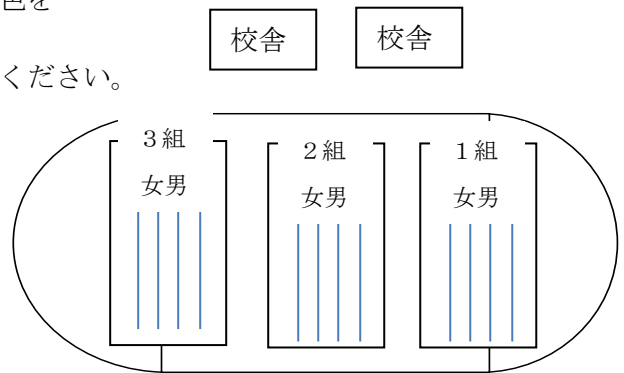 色を
校舎 校舎
ください。
3組 2組 1組
女男 女男 女男